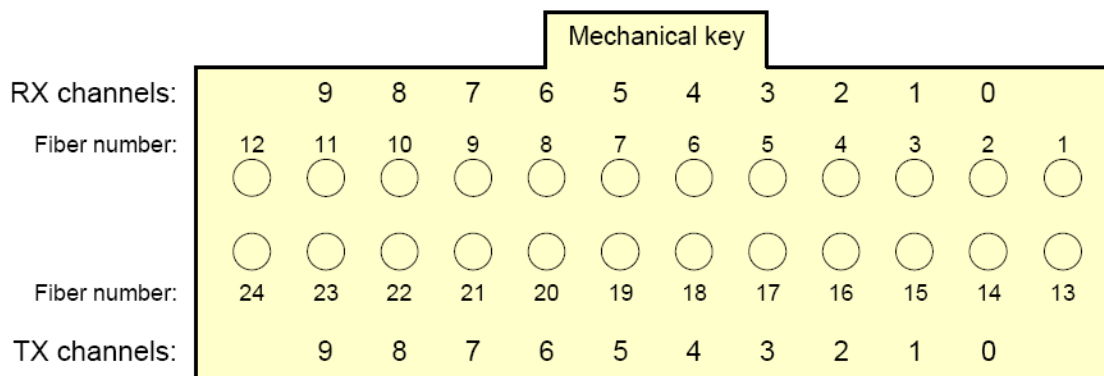 Mechanical key
RX channels: 9 8 7 6 5 4 3 2 1 0
Fiber number: 12 11 10 9 8 7 6 5 4 3 2 1
Fiber number: 24 23 22 21 20 19 18 17 16 15 14 13
TX channels: 9 8 7 6 5 4 3 2 1 0